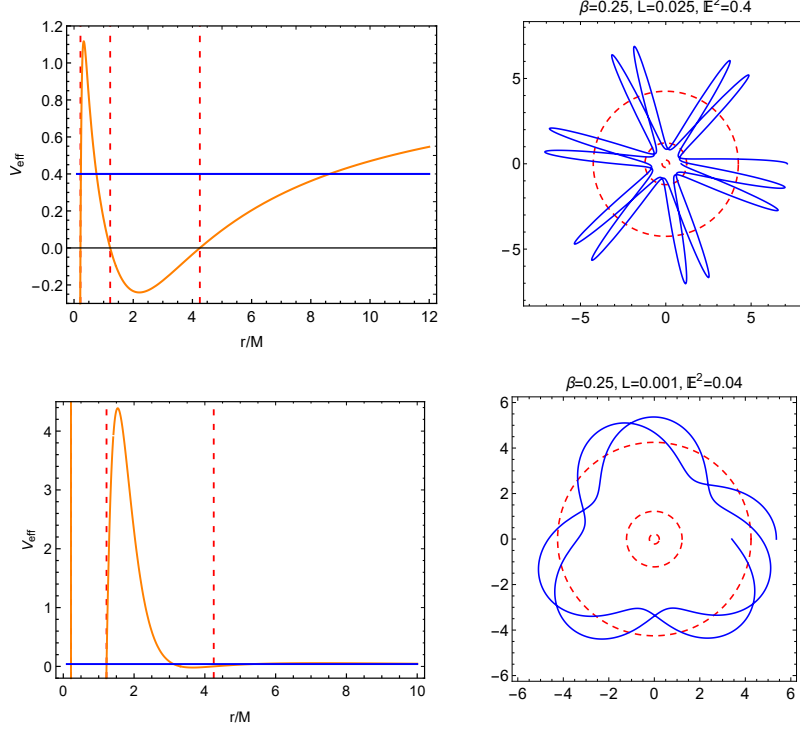 β=0.25, L=0.025, 𝔼²=0.4
1.2
1.0
0.8
0.6
0.4
0.2
0.0
-0.2
V_eff
0 2 4 6 8 10 12
r/M
5
0
-5
-5 0 5
β=0.25, L=0.001, 𝔼²=0.04
4
3
2
1
0
V_eff
0 2 4 6 8 10
r/M
6
4
2
0
-2
-4
-6
-6 -4 -2 0 2 4 6